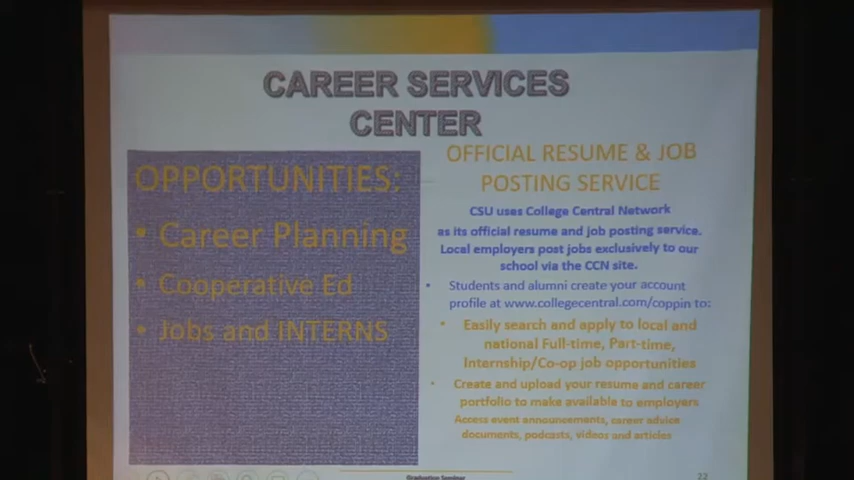 CAREER SERVICES
CENTER
OPPORTUNITIES:
• Career Planning
• Cooperative Ed
• Jobs and INTERNS
OFFICIAL RESUME & JOB
POSTING SERVICE
CSU uses College Central Network
as its official resume and job posting service.
Local employers post jobs exclusively to our
school via the CCN site.
• Students and alumni create your account
profile at www.collegecentral.com/coppin to:
• Easily search and apply to local and
national Full-time, Part-time,
Internship/Co-op job opportunities
• Create and upload your resume and career
portfolio to make available to employers
Access event announcements, career advice
documents, podcasts, videos and articles
Graduation Seminar
22